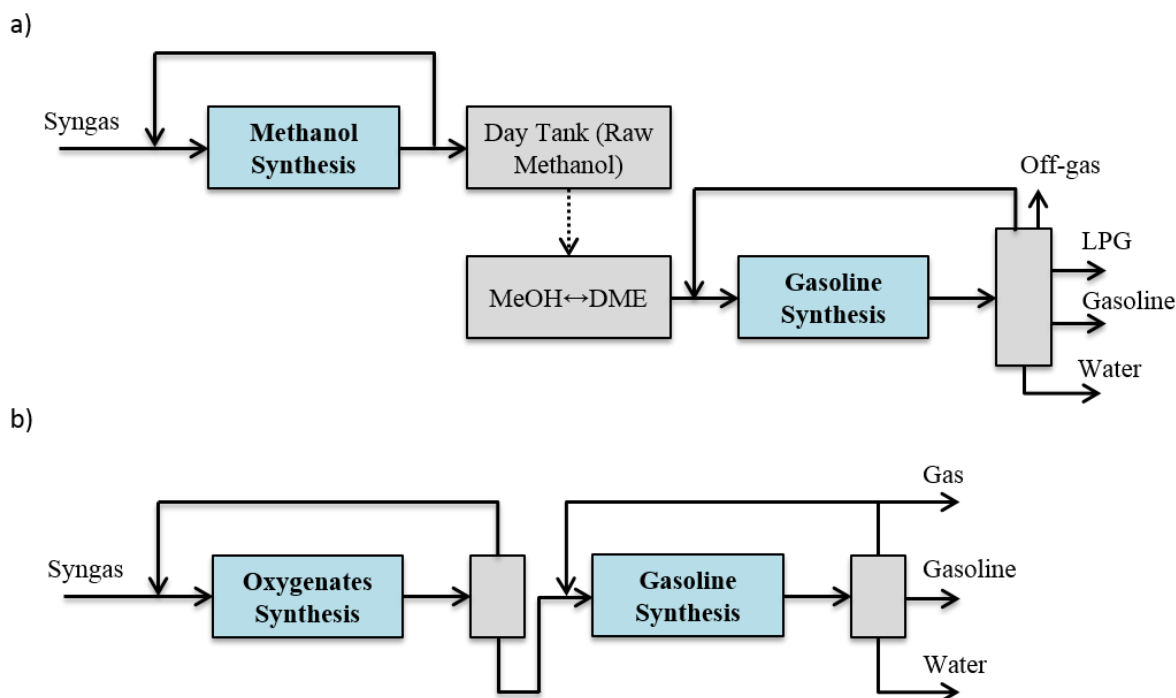 a)
Syngas
Methanol
Synthesis
Day Tank (Raw
Methanol)
Off-gas
LPG
MeOH↔DME
Gasoline
Synthesis
Gasoline
Water
b)
Gas
Syngas
Oxygenates
Synthesis
Gasoline
Synthesis
Gasoline
Water